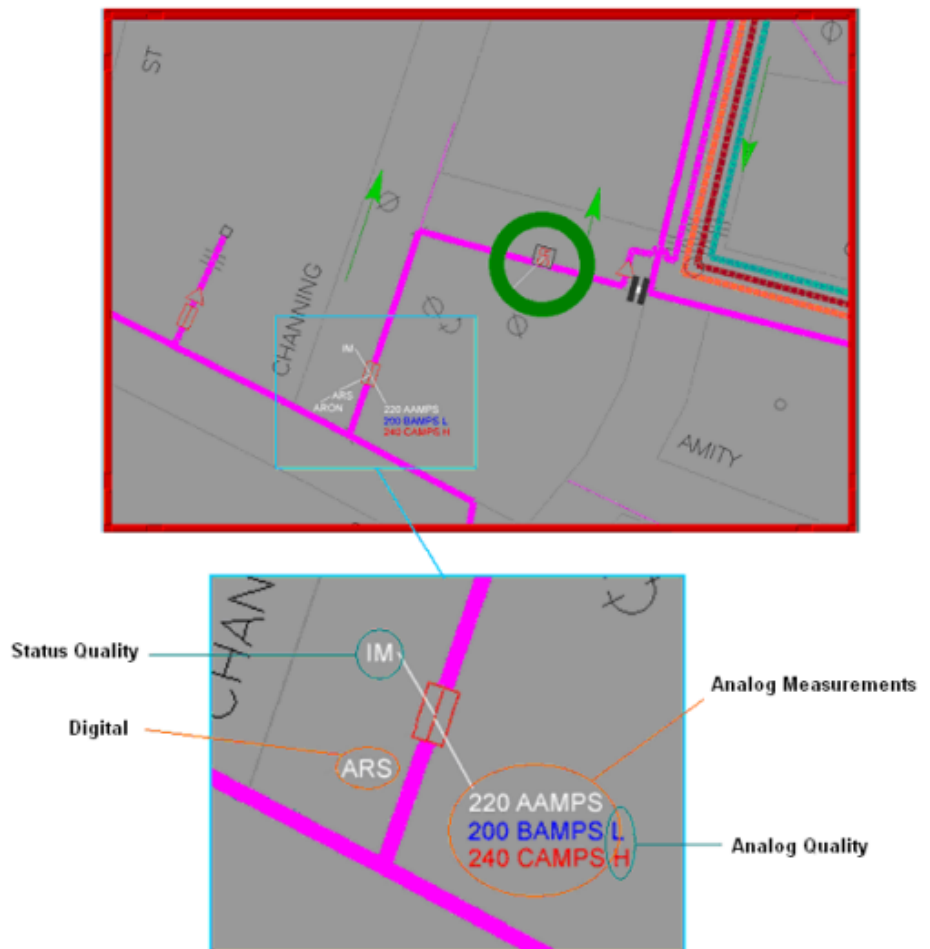 ST
CHANNING
IM
ARS
ARON
220 AAMPS
200 BAMPS L
240 CAMPS H
AMITY
CHAN
Status Quality
IM
Analog Measurements
Digital
ARS
220 AAMPS
200 BAMPS L
240 CAMPS H
Analog Quality